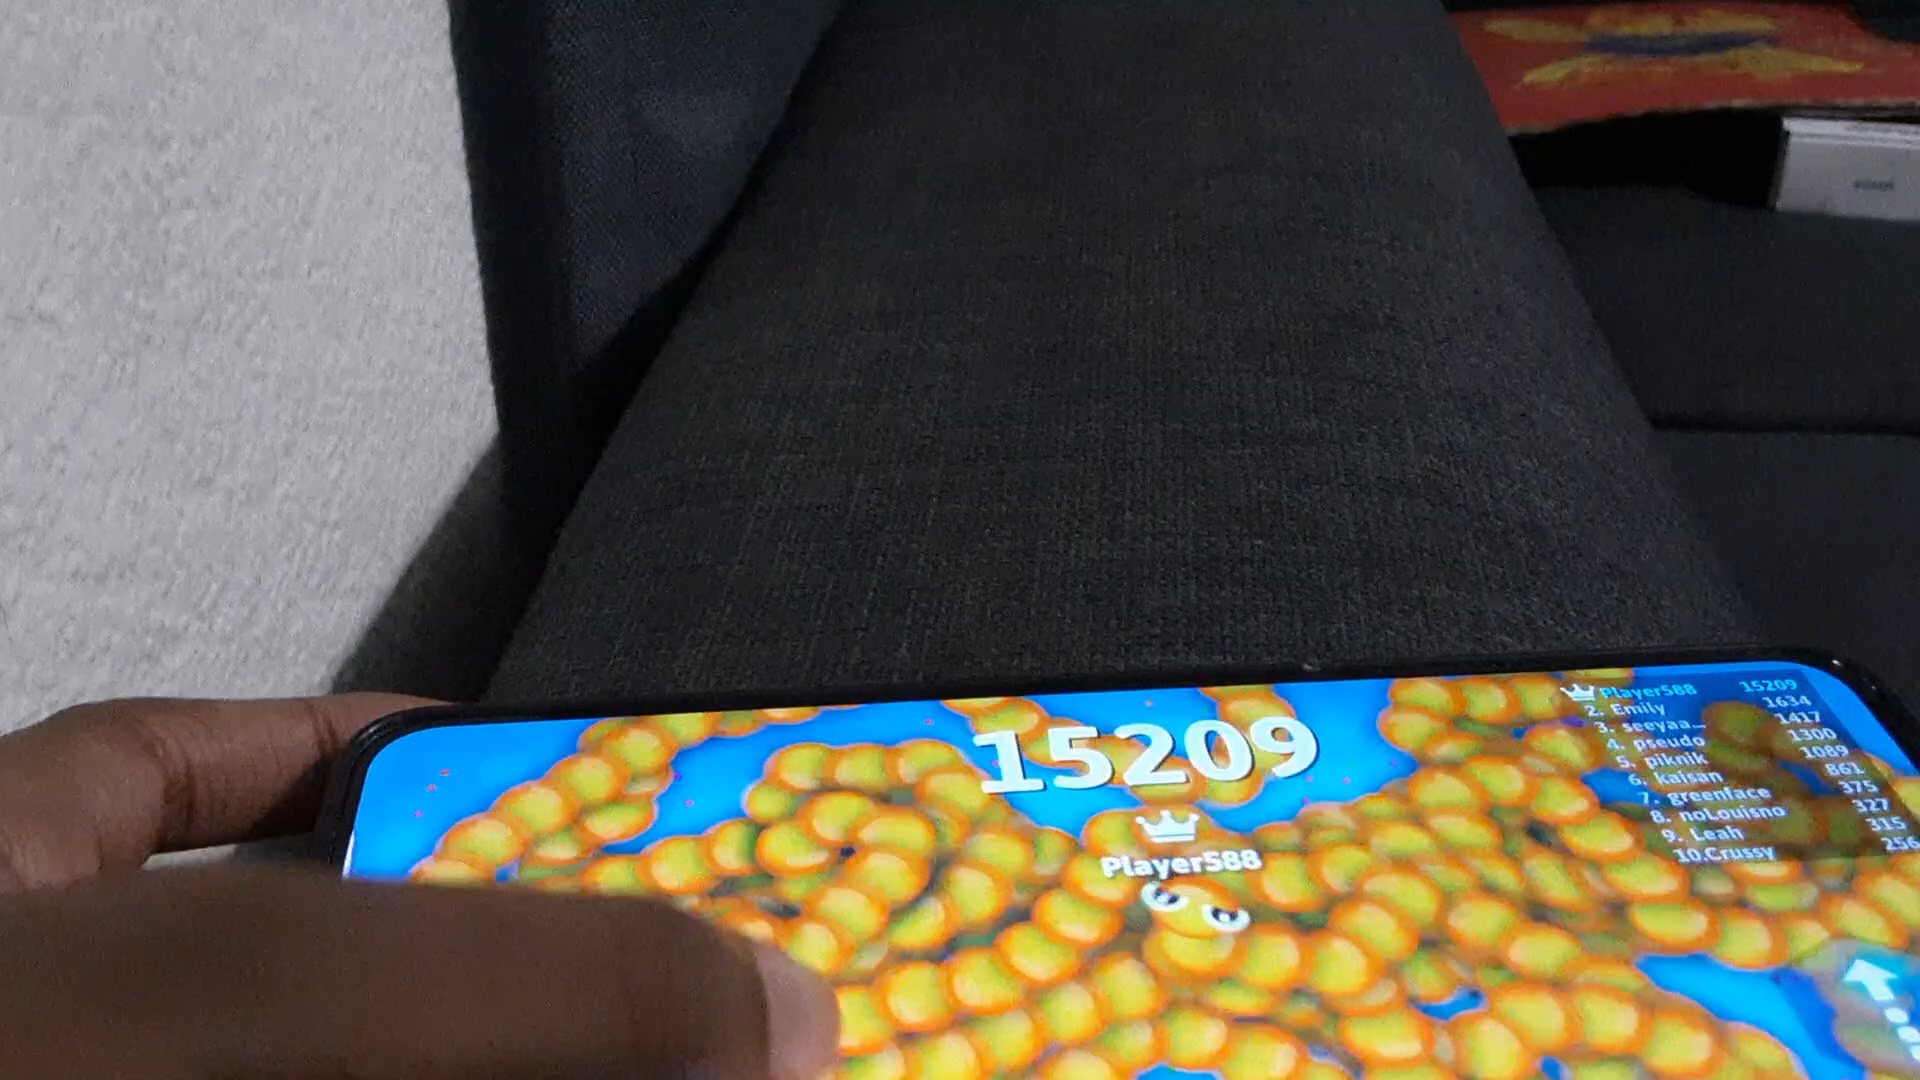 15209
Player588
Player588 15209
2. Emily 1634
3. seeyaa... 1417
4. pseudo 1300
5. piknik 1089
6. kaisan 861
7. greenface 375
8. noLouisno 327
9. Leah 315
10.Crussy 256